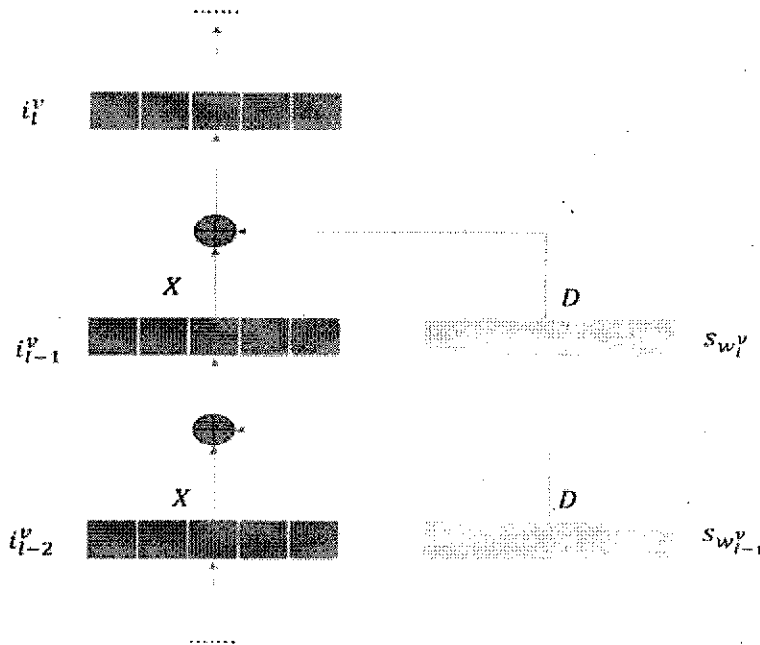 ......
i_l^v
X
D
i_{l-1}^v
s_{w_l^v}
X
D
i_{l-2}^v
s_{w_{l-1}^v}
......